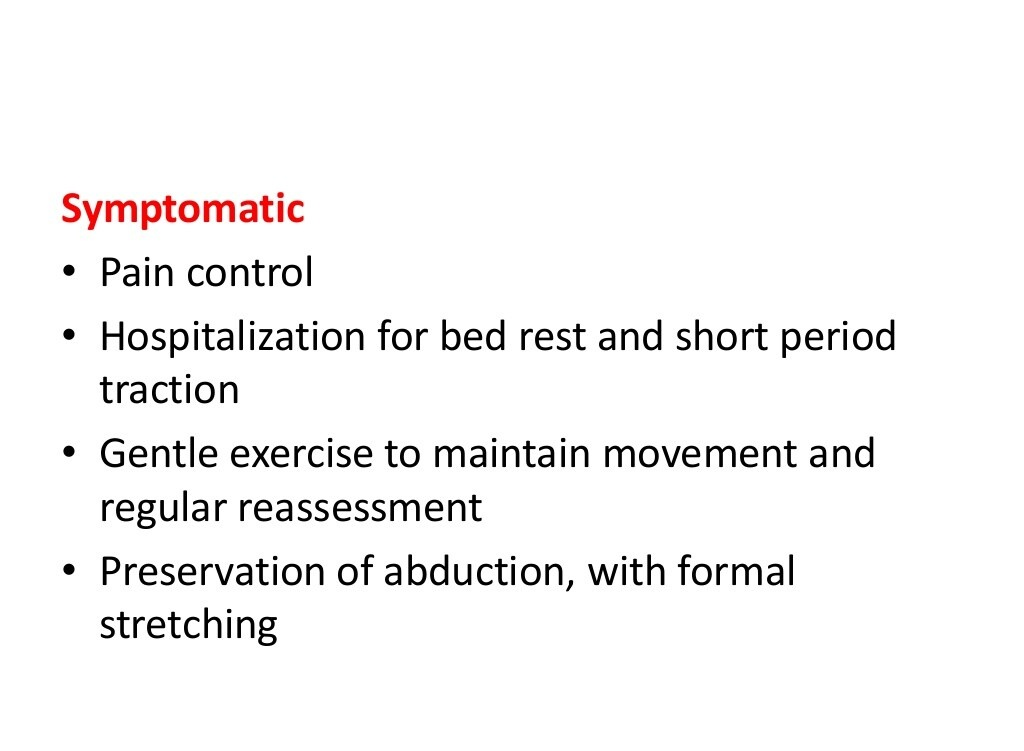 Symptomatic
• Pain control
• Hospitalization for bed rest and short period
traction
• Gentle exercise to maintain movement and
regular reassessment
• Preservation of abduction, with formal
stretching